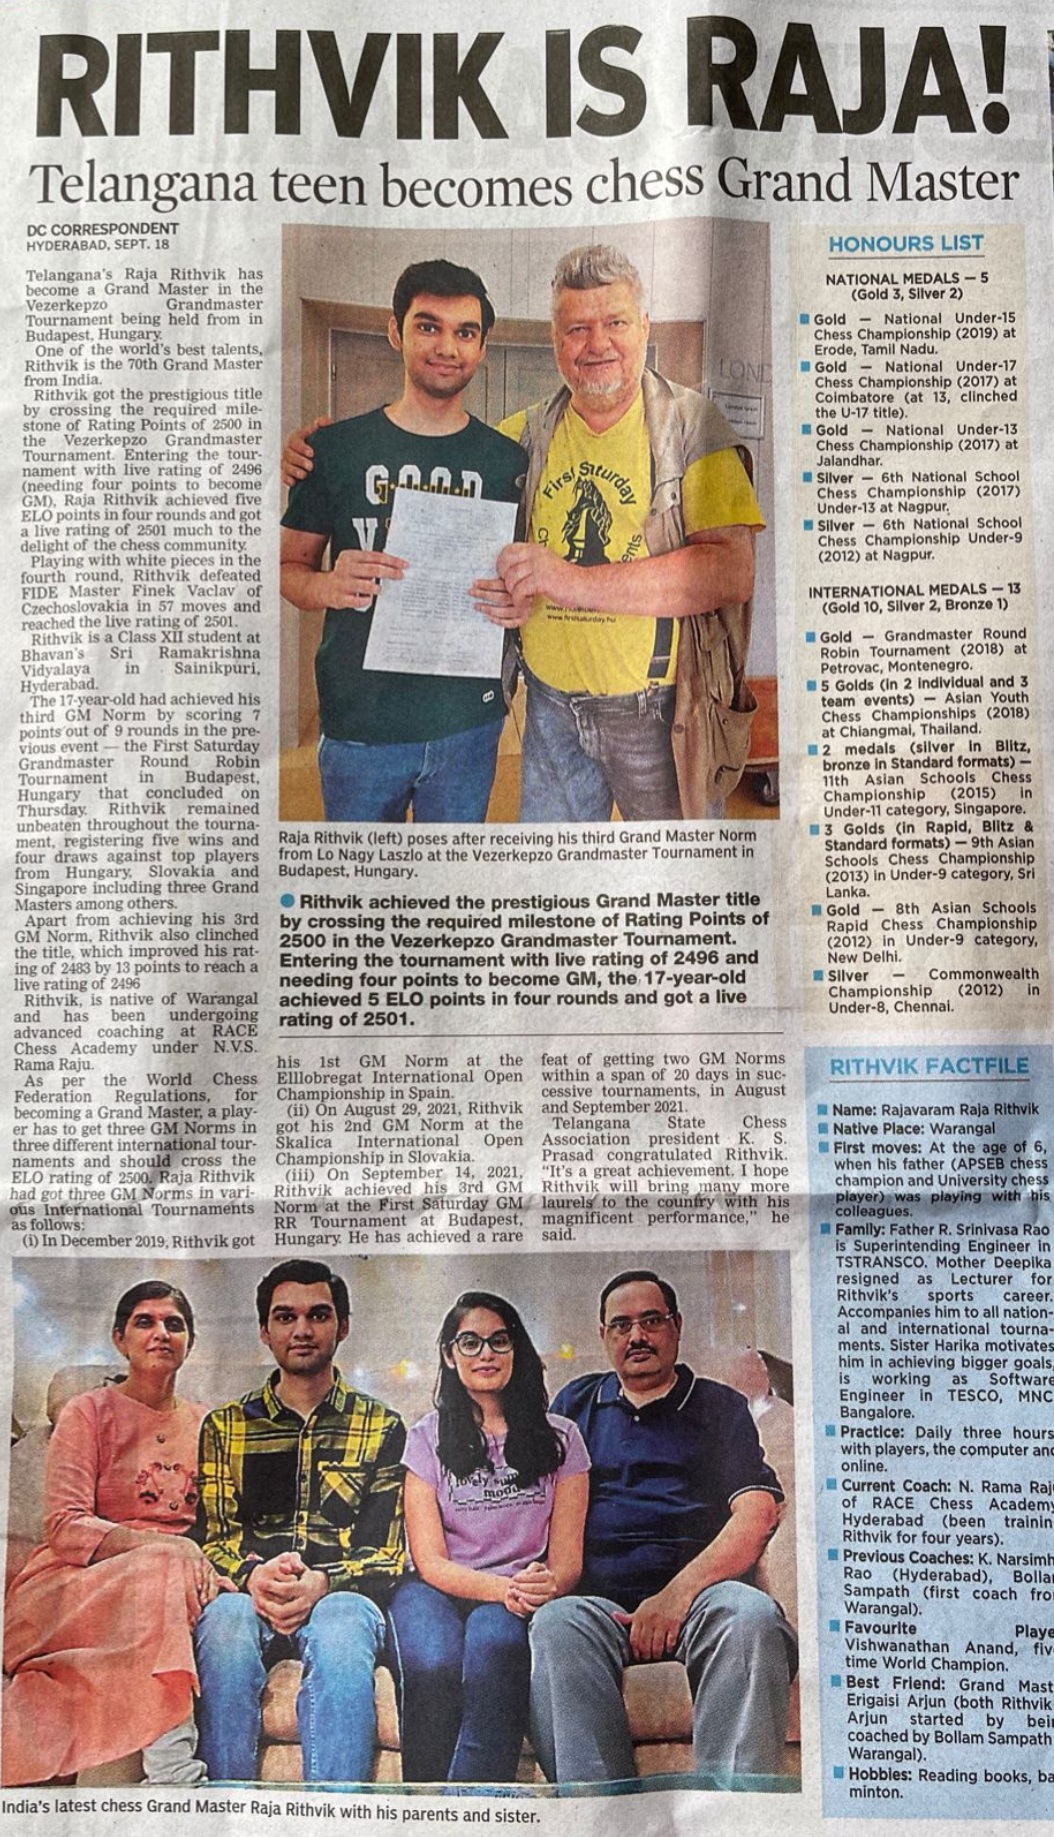 RITHVIK IS RAJA!
Telangana teen becomes chess Grand Master
DC CORRESPONDENT
HYDERABAD, SEPT. 18
Telangana's Raja Rithvik has
become a Grand Master in the
Vezerkepzo Grandmaster
Tournament being held from in
Budapest, Hungary.
One of the world's best talents,
Rithvik is the 70th Grand Master
from India.
Rithvik got the prestigious title
by crossing the required mile-
stone of Rating Points of 2500 in
the Vezerkepzo Grandmaster
Tournament. Entering the tour-
nament with live rating of 2496
(needing four points to become
GM), Raja Rithvik achieved five
ELO points in four rounds and got
a live rating of 2501 much to the
delight of the chess community.
Playing with white pieces in the
fourth round, Rithvik defeated
FIDE Master Finek Vaclav of
Czechoslovakia in 57 moves and
reached the live rating of 2501.
Rithvik is a Class XII student at
Bhavan's Sri Ramakrishna
Vidyalaya in Sainikpuri,
Hyderabad.
The 17-year-old had achieved his
third GM Norm by scoring 7
points out of 9 rounds in the pre-
vious event — the First Saturday
Grandmaster Round Robin
Tournament in Budapest,
Hungary that concluded on
Thursday. Rithvik remained
unbeaten throughout the tourna-
ment, registering five wins and
four draws against top players
from Hungary, Slovakia and
Singapore including three Grand
Masters among others.
Apart from achieving his 3rd
GM Norm, Rithvik also clinched
the title, which improved his rat-
ing of 2483 by 13 points to reach a
live rating of 2496
Rithvik, is native of Warangal
and has been undergoing
advanced coaching at RACE
Chess Academy under N.V.S.
Rama Raju.
As per the World Chess
Federation Regulations, for
becoming a Grand Master, a play-
er has to get three GM Norms in
three different international tour-
naments and should cross the
ELO rating of 2500. Raja Rithvik
had got three GM Norms in vari-
ous International Tournaments
as follows:
(i) In December 2019, Rithvik got
GOOD
V
First Saturday
Ch
ents
www.firstsaturday.hu
LOND
Raja Rithvik (left) poses after receiving his third Grand Master Norm
from Lo Nagy Laszlo at the Vezerkepzo Grandmaster Tournament in
Budapest, Hungary.
● Rithvik achieved the prestigious Grand Master title
by crossing the required milestone of Rating Points of
2500 in the Vezerkepzo Grandmaster Tournament.
Entering the tournament with live rating of 2496 and
needing four points to become GM, the 17-year-old
achieved 5 ELO points in four rounds and got a live
rating of 2501.
his 1st GM Norm at the
Elllobregat International Open
Championship in Spain.
(ii) On August 29, 2021, Rithvik
got his 2nd GM Norm at the
Skalica International Open
Championship in Slovakia.
(iii) On September 14, 2021,
Rithvik achieved his 3rd GM
Norm at the First Saturday GM
RR Tournament at Budapest,
Hungary. He has achieved a rare
feat of getting two GM Norms
within a span of 20 days in suc-
cessive tournaments, in August
and September 2021.
Telangana State Chess
Association president K. S.
Prasad congratulated Rithvik.
"It's a great achievement. I hope
Rithvik will bring many more
laurels to the country with his
magnificent performance," he
said.
HONOURS LIST
NATIONAL MEDALS — 5
(Gold 3, Silver 2)
Gold — National Under-15
Chess Championship (2019) at
Erode, Tamil Nadu.
Gold — National Under-17
Chess Championship (2017) at
Coimbatore (at 13, clinched
the U-17 title).
Gold — National Under-13
Chess Championship (2017) at
Jalandhar.
Silver — 6th National School
Chess Championship (2017)
Under-13 at Nagpur.
Silver — 6th National School
Chess Championship Under-9
(2012) at Nagpur.
INTERNATIONAL MEDALS — 13
(Gold 10, Silver 2, Bronze 1)
Gold — Grandmaster Round
Robin Tournament (2018) at
Petrovac, Montenegro.
5 Golds (in 2 individual and 3
team events) — Asian Youth
Chess Championships (2018)
at Chiangmai, Thailand.
2 medals (silver in Blitz,
bronze in Standard formats) —
11th Asian Schools Chess
Championship (2015) in
Under-11 category, Singapore.
3 Golds (in Rapid, Blitz &
Standard formats) — 9th Asian
Schools Chess Championship
(2013) in Under-9 category, Sri
Lanka.
Gold — 8th Asian Schools
Rapid Chess Championship
(2012) in Under-9 category,
New Delhi.
Silver — Commonwealth
Championship (2012) in
Under-8, Chennai.
RITHVIK FACTFILE
Name: Rajavaram Raja Rithvik
Native Place: Warangal
First moves: At the age of 6,
when his father (APSEB chess
champion and University chess
player) was playing with his
colleagues.
Family: Father R. Srinivasa Rao
is Superintending Engineer in
TSTRANSCO. Mother Deepika
resigned as Lecturer for
Rithvik's sports career.
Accompanies him to all nation-
al and international tourna-
ments. Sister Harika motivates
him in achieving bigger goals,
is working as Software
Engineer in TESCO, MNC
Bangalore.
Practice: Daily three hours
with players, the computer and
online.
Current Coach: N. Rama Raj
of RACE Chess Academy
Hyderabad (been trainin
Rithvik for four years).
Previous Coaches: K. Narsimh
Rao (Hyderabad), Bolla
Sampath (first coach fro
Warangal).
Favourite Playe
Vishwanathan Anand, fiv
time World Champion.
Best Friend: Grand Mast
Erigaisi Arjun (both Rithvik
Arjun started by bein
coached by Bollam Sampath
Warangal).
Hobbies: Reading books, ba
minton.
lovely
mode
India's latest chess Grand Master Raja Rithvik with his parents and sister.